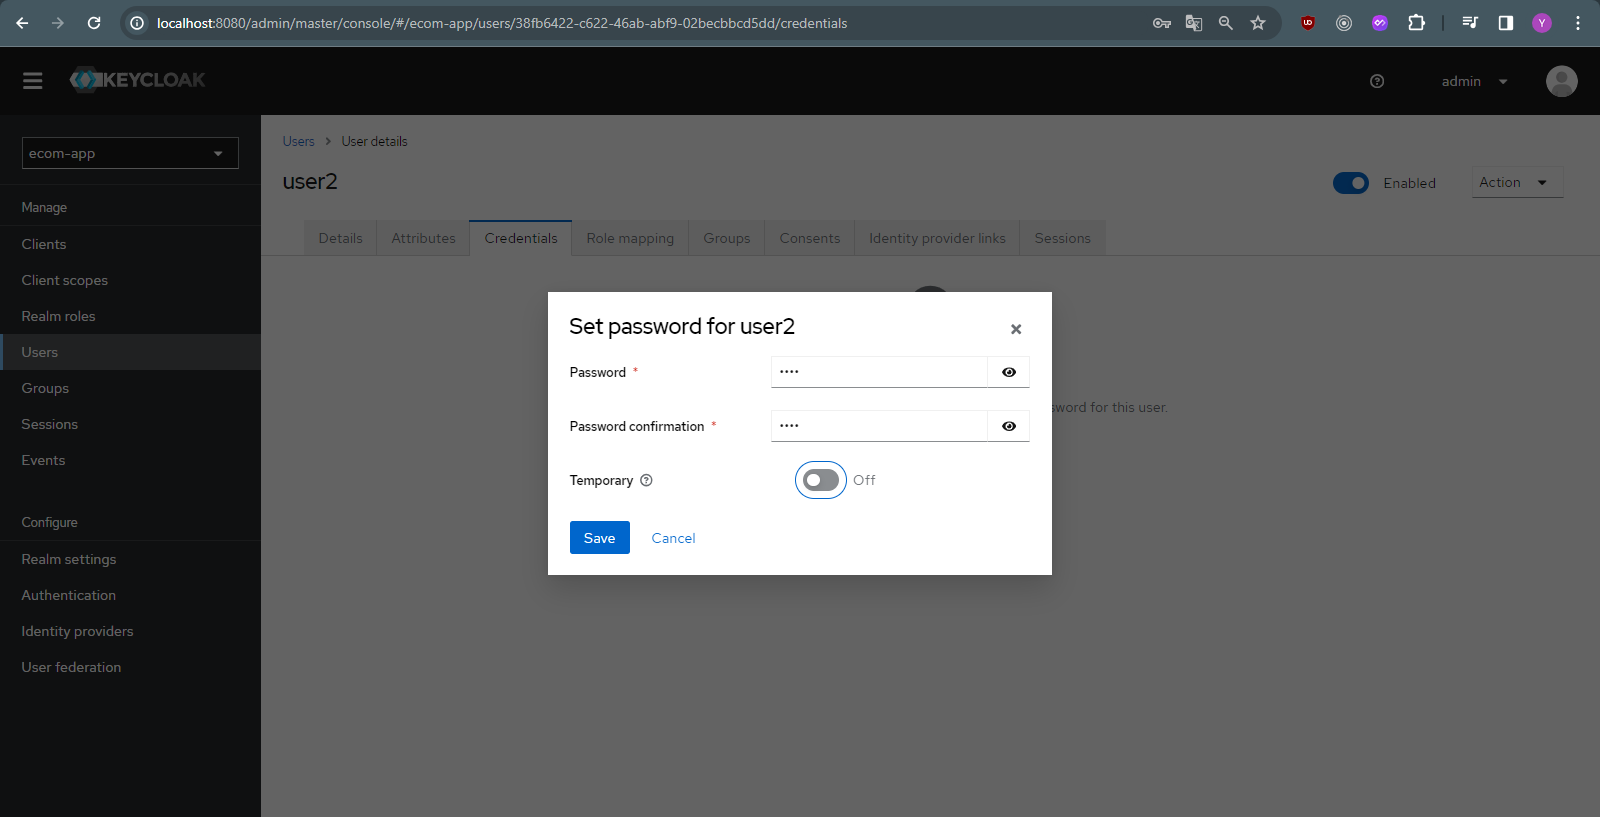 localhost:8080/admin/master/console/#/ecom-app/users/38fb6422-c622-46ab-abf9-02becbbcd5dd/credentials
Y
KEYCLOAK
admin
ecom-app
Manage
Clients
Client scopes
Realm roles
Users
Groups
Sessions
Events
Configure
Realm settings
Authentication
Identity providers
User federation
Users > User details
user2
Enabled
Action
Details Attributes Credentials Role mapping Groups Consents Identity provider links Sessions
for this user.
Set password for user2
Password *
••••
Password confirmation *
••••
Temporary
Off
Save Cancel